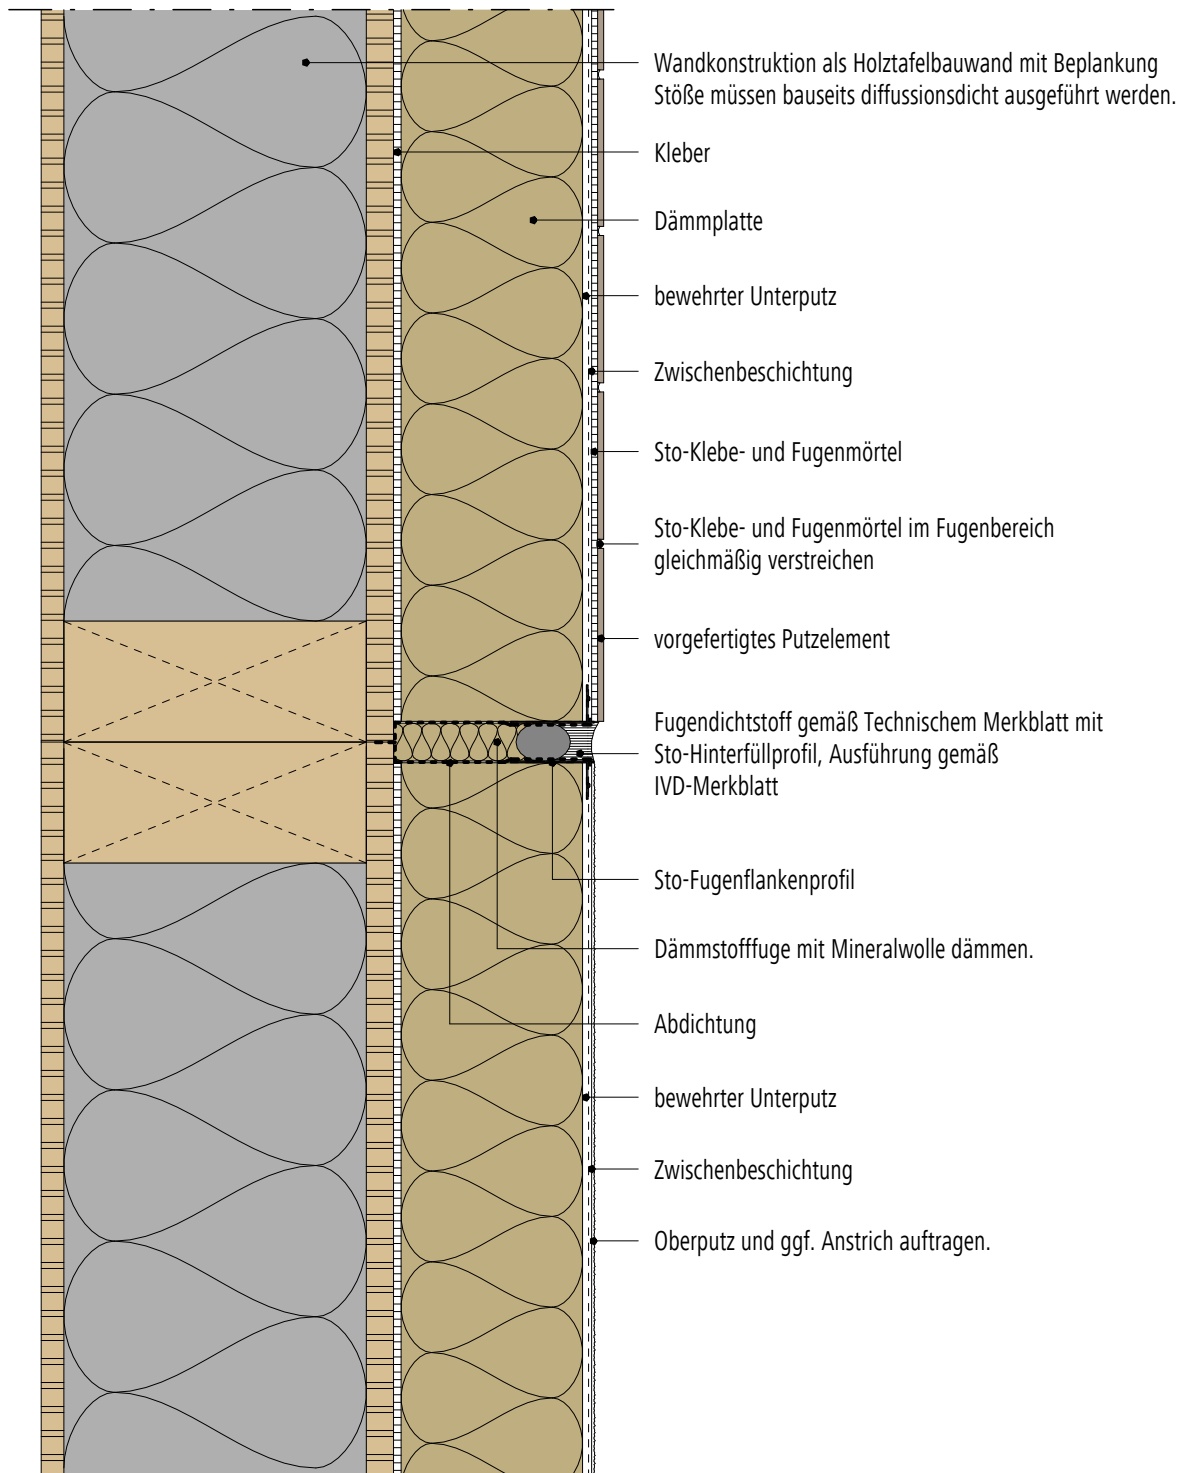 Wandkonstruktion als Holztafelbauwand mit Beplankung
Stöße müssen bauseits diffussionsdicht ausgeführt werden.
Kleber
Dämmplatte
bewehrter Unterputz
Zwischenbeschichtung
Sto-Klebe- und Fugenmörtel
Sto-Klebe- und Fugenmörtel im Fugenbereich
gleichmäßig verstreichen
vorgefertigtes Putzelement
Fugendichtstoff gemäß Technischem Merkblatt mit
Sto-Hinterfüllprofil, Ausführung gemäß
IVD-Merkblatt
Sto-Fugenflankenprofil
Dämmstofffuge mit Mineralwolle dämmen.
Abdichtung
bewehrter Unterputz
Zwischenbeschichtung
Oberputz und ggf. Anstrich auftragen.